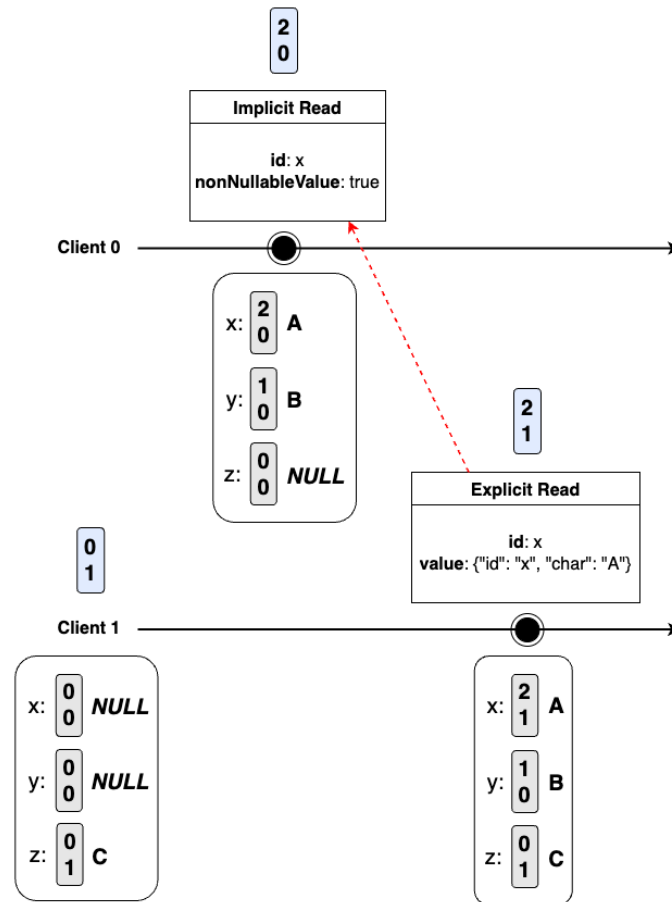 2
0
Implicit Read
id: x
nonNullableValue: true
Client 0
x: 2 0 A
y: 1 0 B
z: 0 0 NULL
2
1
Explicit Read
id: x
value: {"id": "x", "char": "A"}
0
1
Client 1
x: 0 0 NULL
y: 0 0 NULL
z: 0 1 C
x: 2 1 A
y: 1 0 B
z: 0 1 C